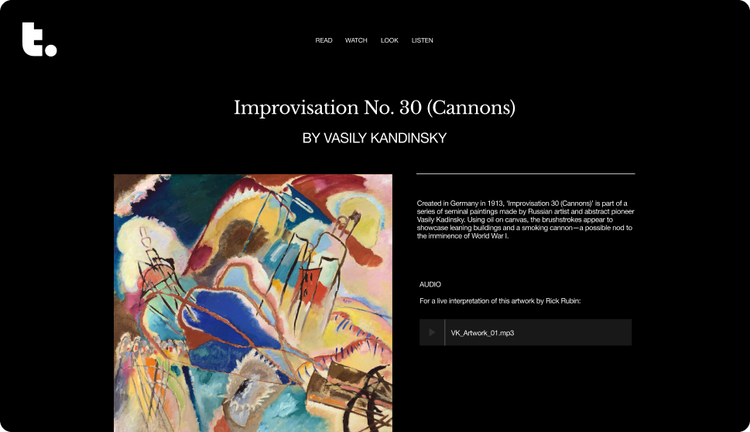 t.
READ WATCH LOOK LISTEN
Improvisation No. 30 (Cannons)
BY VASILY KANDINSKY
Created in Germany in 1913, ‘Improvisation 30 (Cannons)’ is part of a
series of seminal paintings made by Russian artist and abstract pioneer
Vasily Kadinsky. Using oil on canvas, the brushstrokes appear to
showcase leaning buildings and a smoking cannon—a possible nod to
the imminence of World War I.
AUDIO
For a live interpretation of this artwork by Rick Rubin:
VK_Artwork_01.mp3